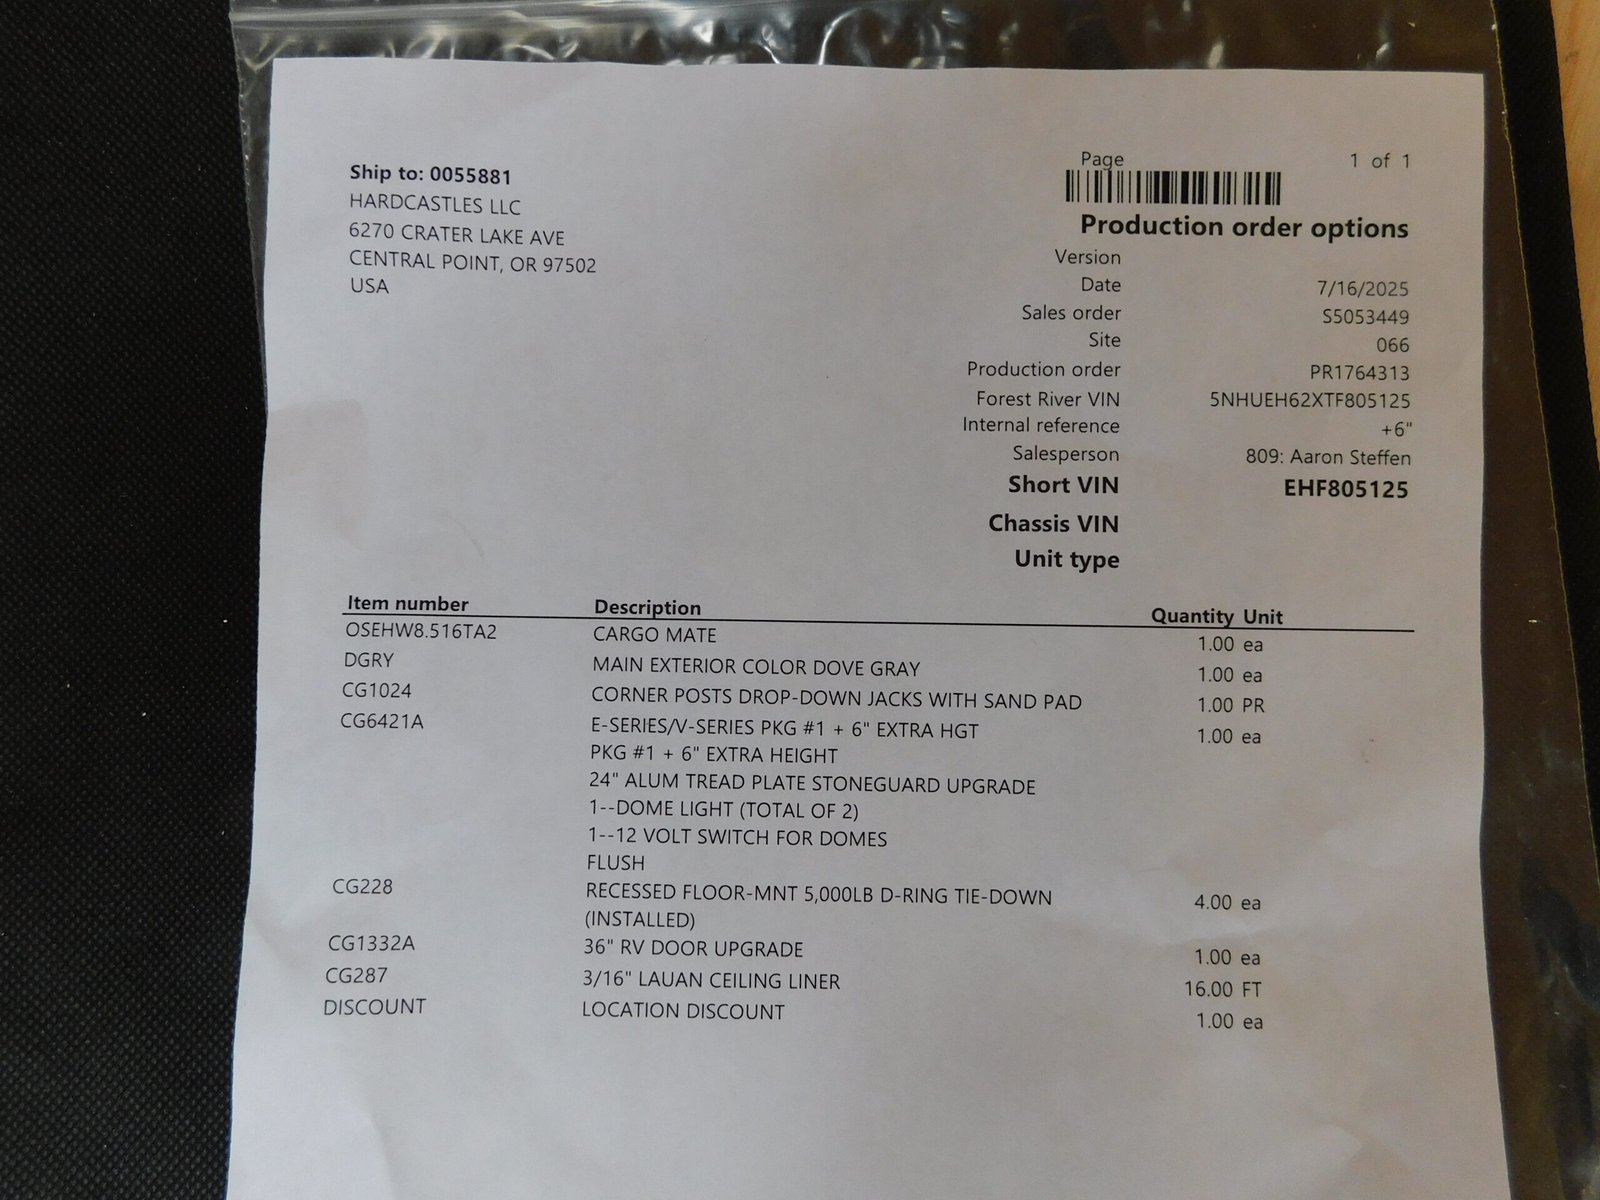 Ship to: 0055881
HARDCASTLES LLC
6270 CRATER LAKE AVE
CENTRAL POINT, OR 97502
USA
Page 1 of 1
Production order options
Version
Date 7/16/2025
Sales order S5053449
Site 066
Production order PR1764313
Forest River VIN 5NHUEH62XTF805125
Internal reference +6"
Salesperson 809: Aaron Steffen
Short VIN EHF805125
Chassis VIN
Unit type
Item number Description Quantity Unit
OSEHW8.516TA2 CARGO MATE 1.00 ea
DGRY MAIN EXTERIOR COLOR DOVE GRAY 1.00 ea
CG1024 CORNER POSTS DROP-DOWN JACKS WITH SAND PAD 1.00 PR
CG6421A E-SERIES/V-SERIES PKG #1 + 6" EXTRA HGT 1.00 ea
PKG #1 + 6" EXTRA HEIGHT
24" ALUM TREAD PLATE STONEGUARD UPGRADE
1--DOME LIGHT (TOTAL OF 2)
1--12 VOLT SWITCH FOR DOMES
FLUSH
CG228 RECESSED FLOOR-MNT 5,000LB D-RING TIE-DOWN 4.00 ea
(INSTALLED)
CG1332A 36" RV DOOR UPGRADE 1.00 ea
CG287 3/16" LAUAN CEILING LINER 16.00 FT
DISCOUNT LOCATION DISCOUNT 1.00 ea